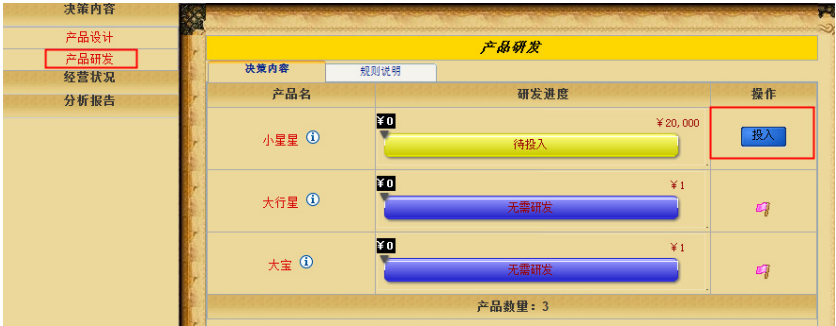 决策内容
产品设计
产品研发
经营状况
分析报告
产品研发
决策内容 规则说明
产品名 研发进度 操作
¥0 ¥20,000
小星星 待投入 投入
¥0 ¥1
大行星 无需研发
¥0 ¥1
大宝 无需研发
产品数量：3